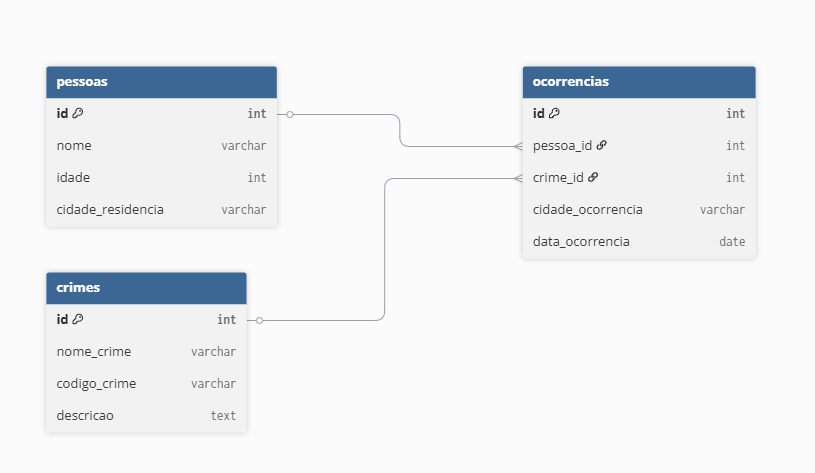 pessoas
id int
nome varchar
idade int
cidade_residencia varchar
ocorrencias
id int
pessoa_id int
crime_id int
cidade_ocorrencia varchar
data_ocorrencia date
crimes
id int
nome_crime varchar
codigo_crime varchar
descricao text